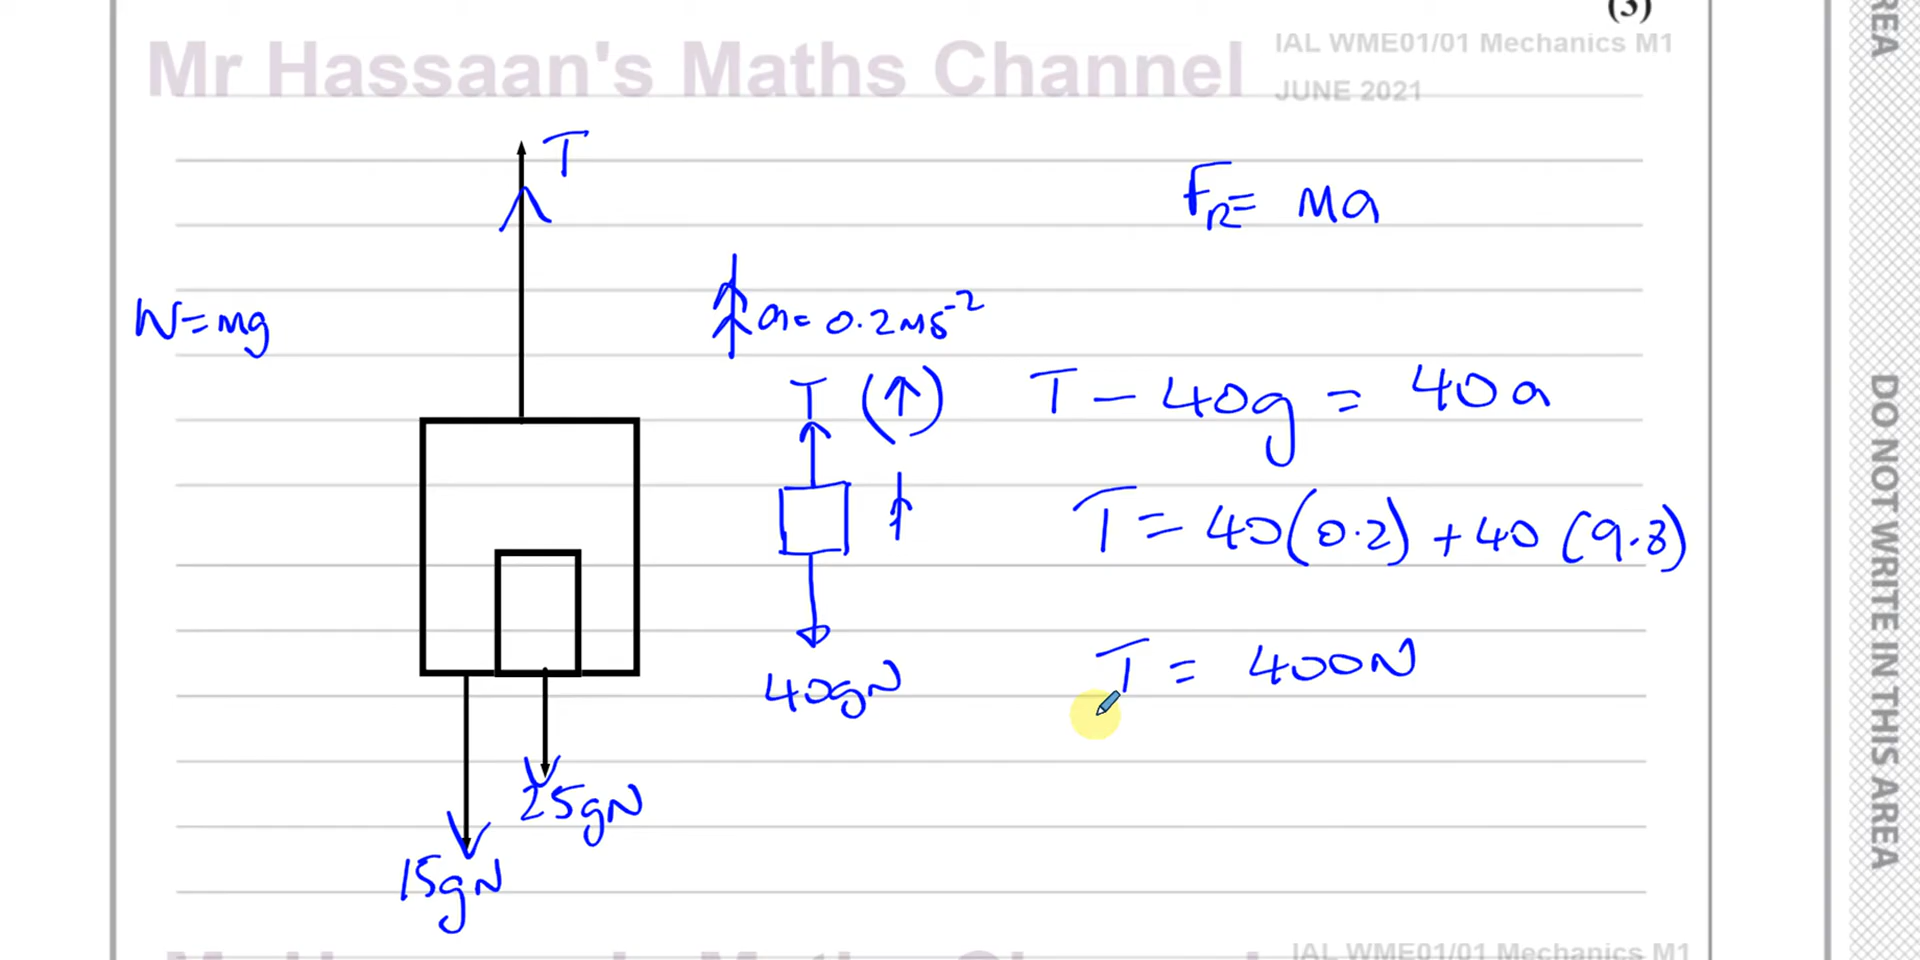 (3)
Mr Hassaan's Maths Channel
IAL WME01/01 Mechanics M1
JUNE 2021
AREA
T
F_R = ma
W = mg
a = 0.2ms^-2
T (↑) T - 40g = 40a
T = 40(0.2) + 40(9.8)
T = 400N
40gN
25gN
15gN
DO NOT WRITE IN THIS AREA
IAL WME01/01 Mechanics M1